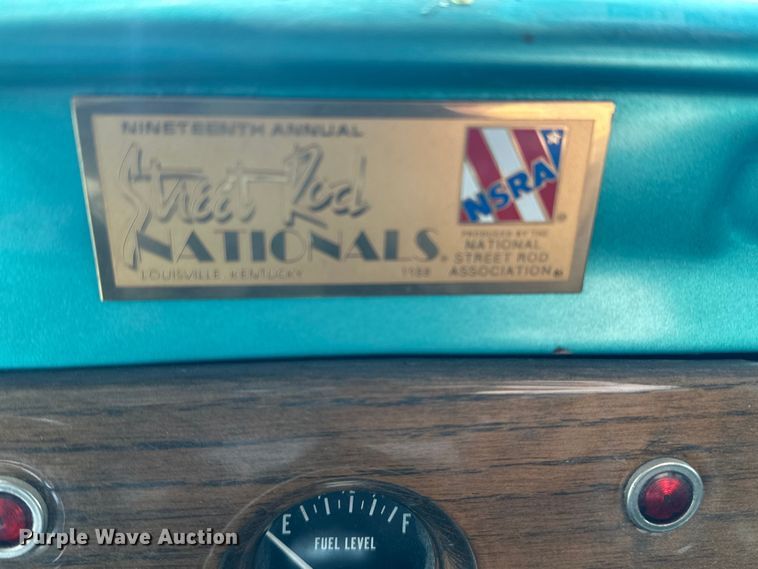 NINETEENTH ANNUAL
Street Rod
NATIONALS®
LOUISVILLE, KENTUCKY 1988
NSRA ®
PRODUCED BY THE
NATIONAL
STREET ROD
ASSOCIATION®
E F
FUEL LEVEL
Purple Wave Auction